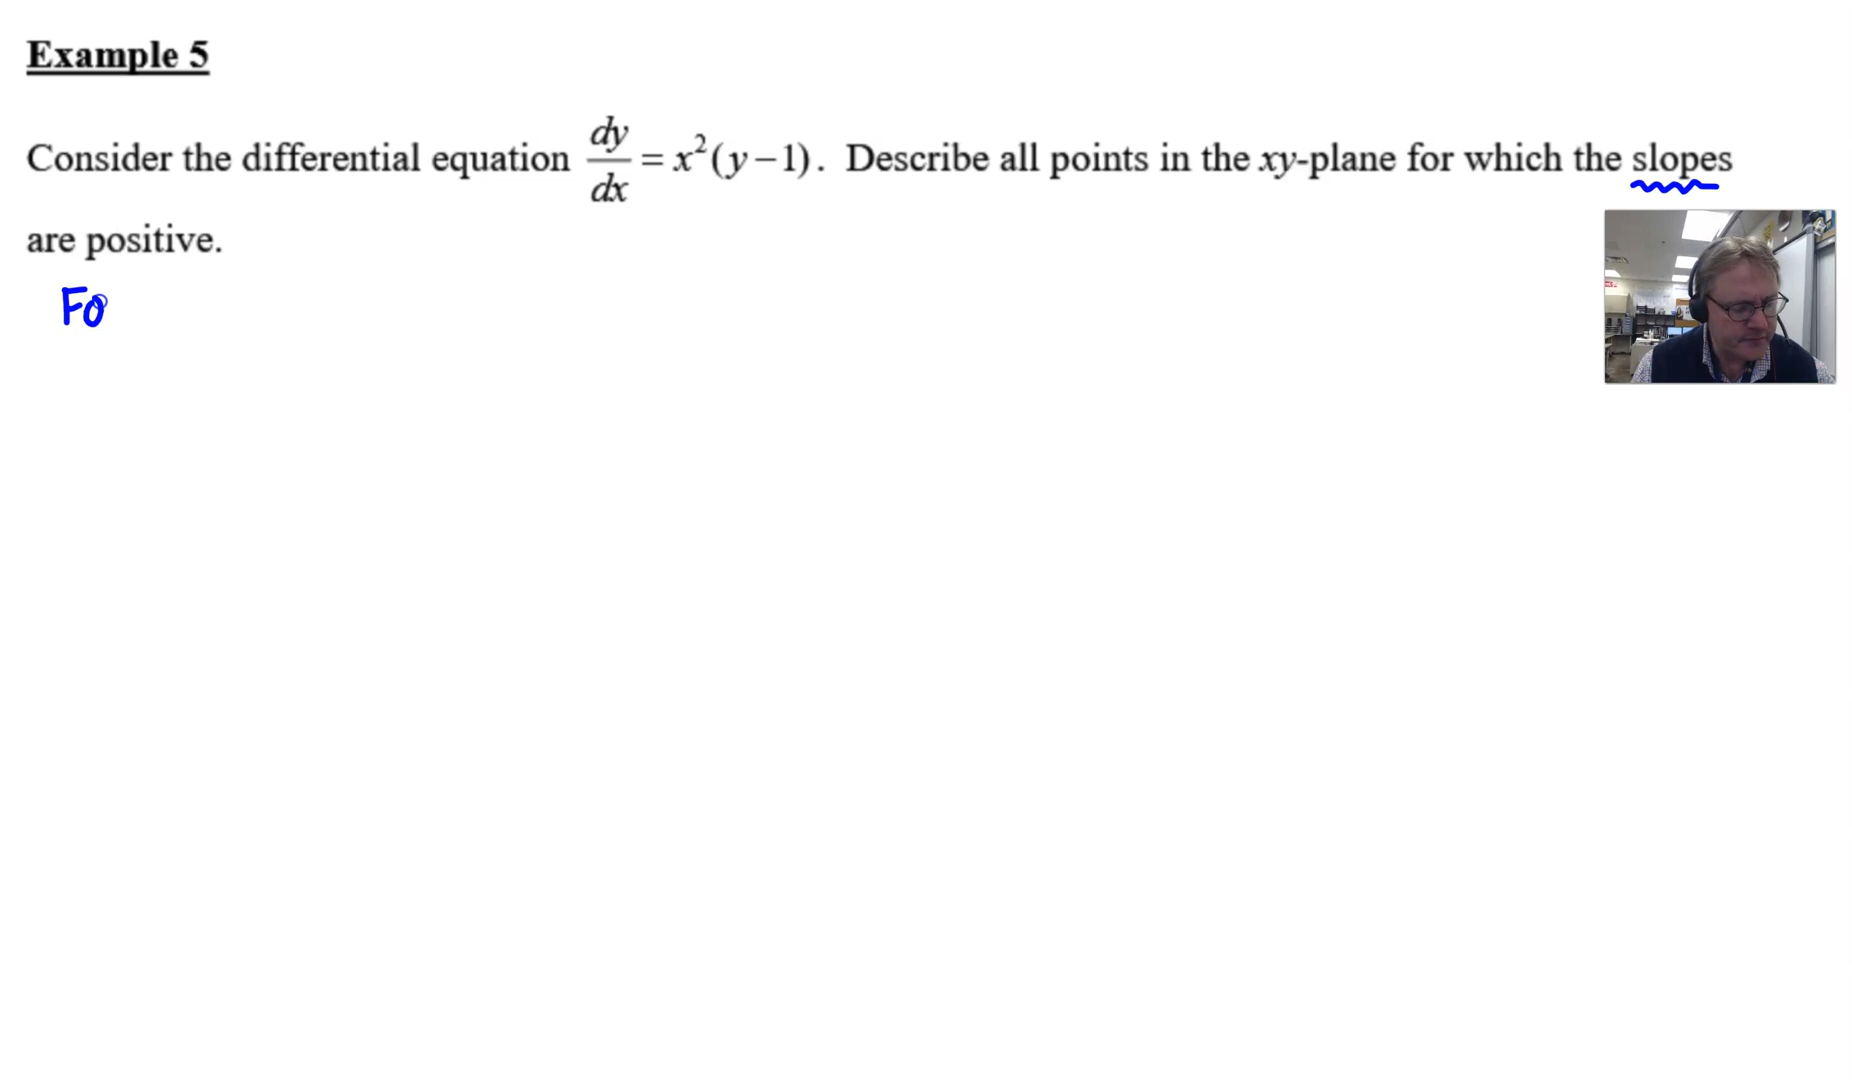 Example 5
Consider the differential equation dy/dx = x²(y−1). Describe all points in the xy-plane for which the slopes
are positive.
Fo